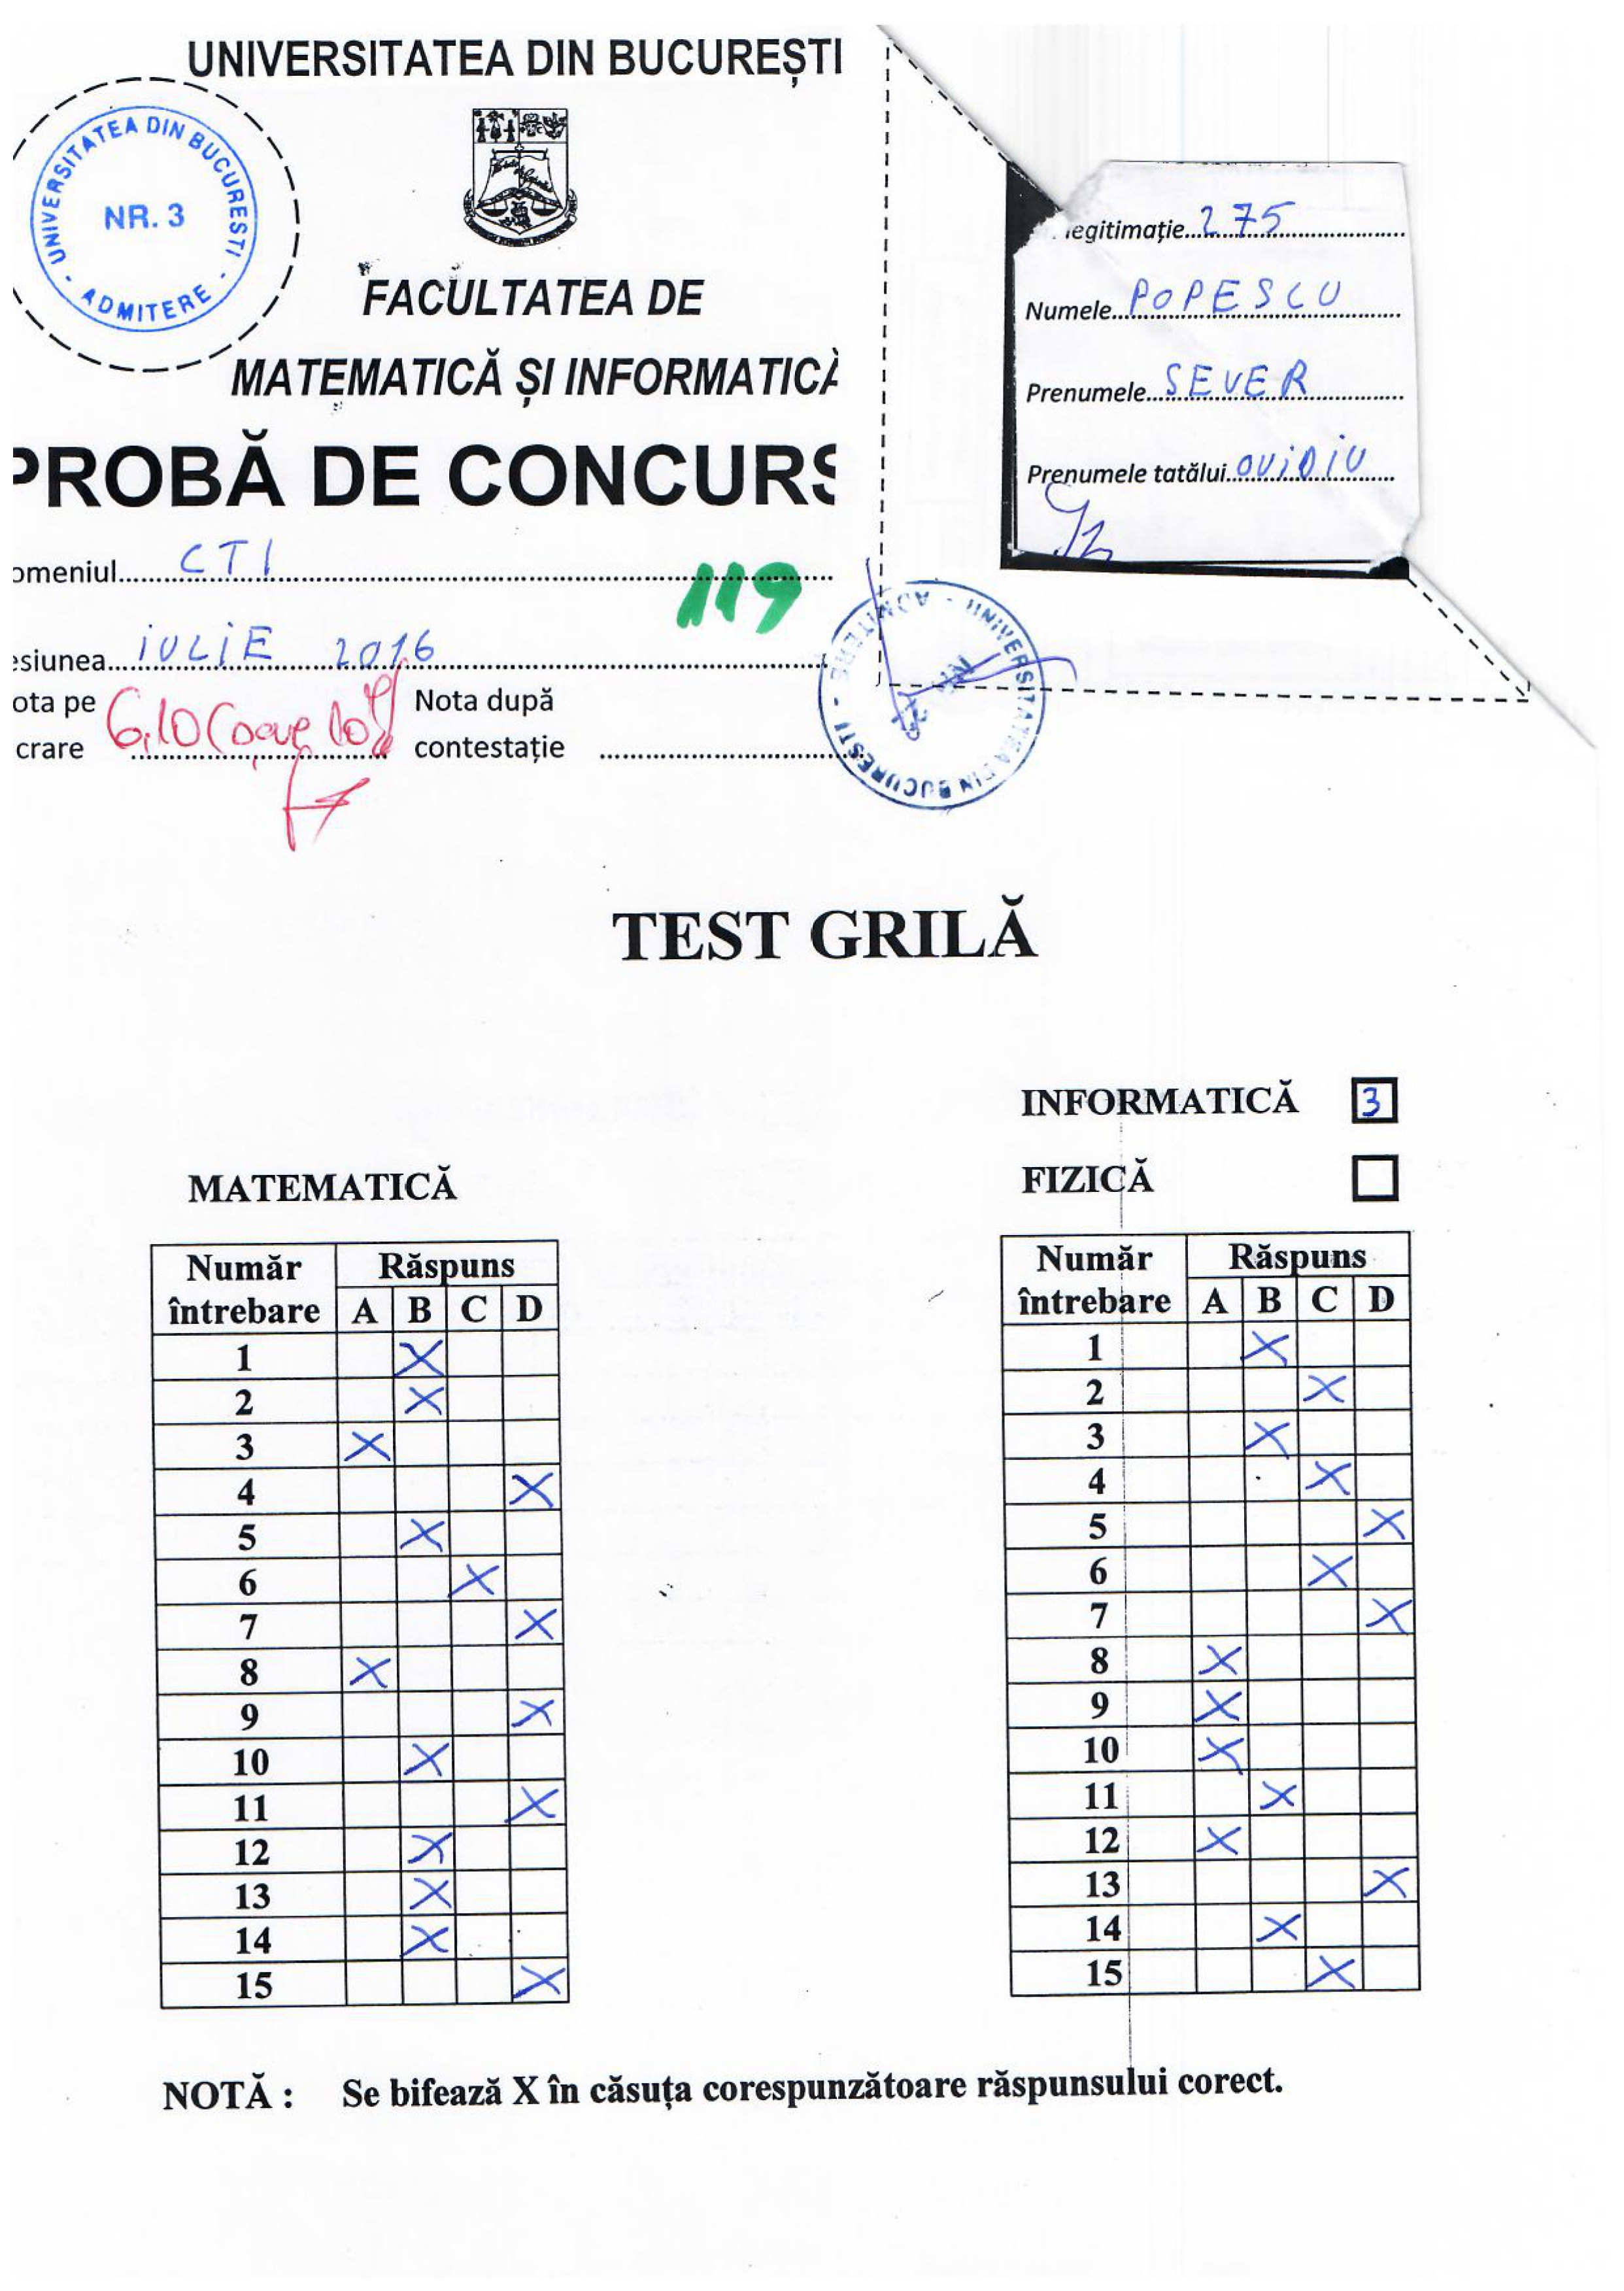 UNIVERSITATEA DIN BUCUREȘTI
UNIVERSITATEA DIN BUCURESTI - ADMITERE -
NR. 3
FACULTATEA DE
MATEMATICĂ ȘI INFORMATICĂ
PROBĂ DE CONCURS
omeniul CTI
119
esiunea IULIE 2016
ota pe
crare 6,10
Nota după
contestație
legitimație 275
Numele POPESCU
Prenumele SEVER
Prenumele tatălui OVIDIU
UNIVERSITATEA DIN BUCURESTI - ADMITERE -
TEST GRILĂ
INFORMATICĂ 3
FIZICĂ
MATEMATICĂ
Număr Răspuns
întrebare A B C D
1 X
2 X
3 X
4 X
5 X
6 X
7 X
8 X
9 X
10 X
11 X
12 X
13 X
14 X
15 X
Număr Răspuns
întrebare A B C D
1 X
2 X
3 X
4 X
5 X
6 X
7 X
8 X
9 X
10 X
11 X
12 X
13 X
14 X
15 X
NOTĂ : Se bifează X în căsuța corespunzătoare răspunsului corect.